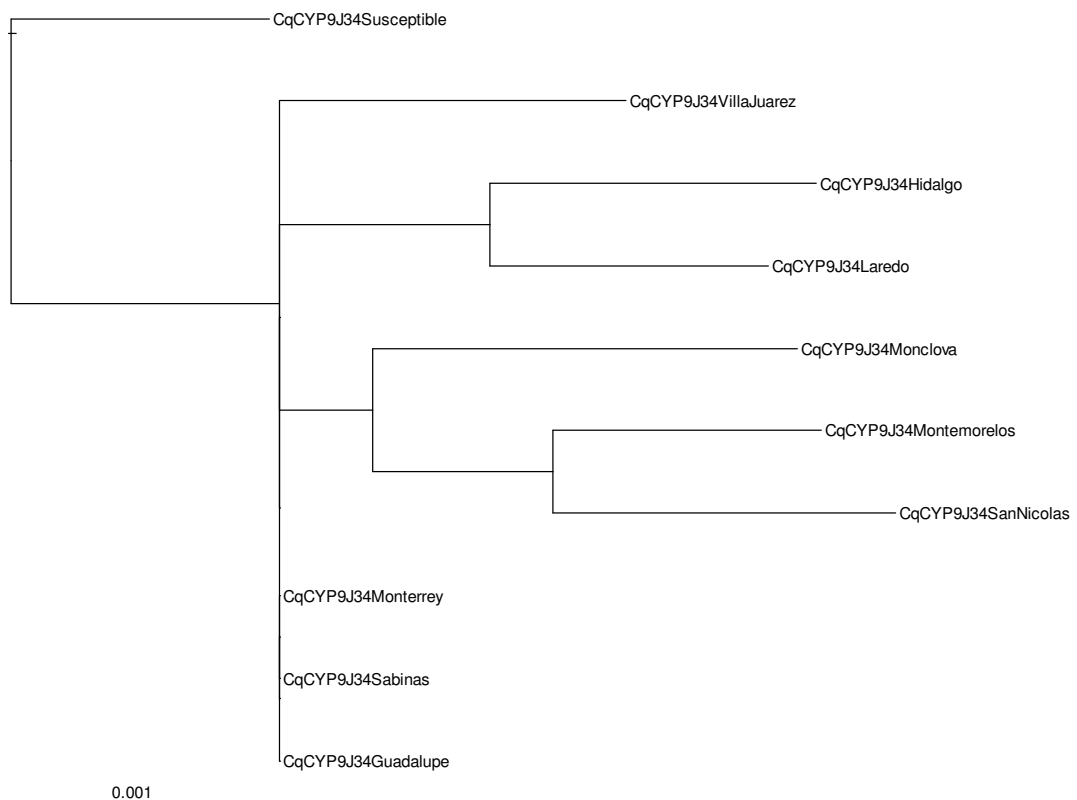 CqCYP9J34Susceptible
CqCYP9J34VillaJuarez
CqCYP9J34Hidalgo
CqCYP9J34Laredo
CqCYP9J34Monclova
CqCYP9J34Montemorelos
CqCYP9J34SanNicolas
CqCYP9J34Monterrey
CqCYP9J34Sabinas
CqCYP9J34Guadalupe
0.001